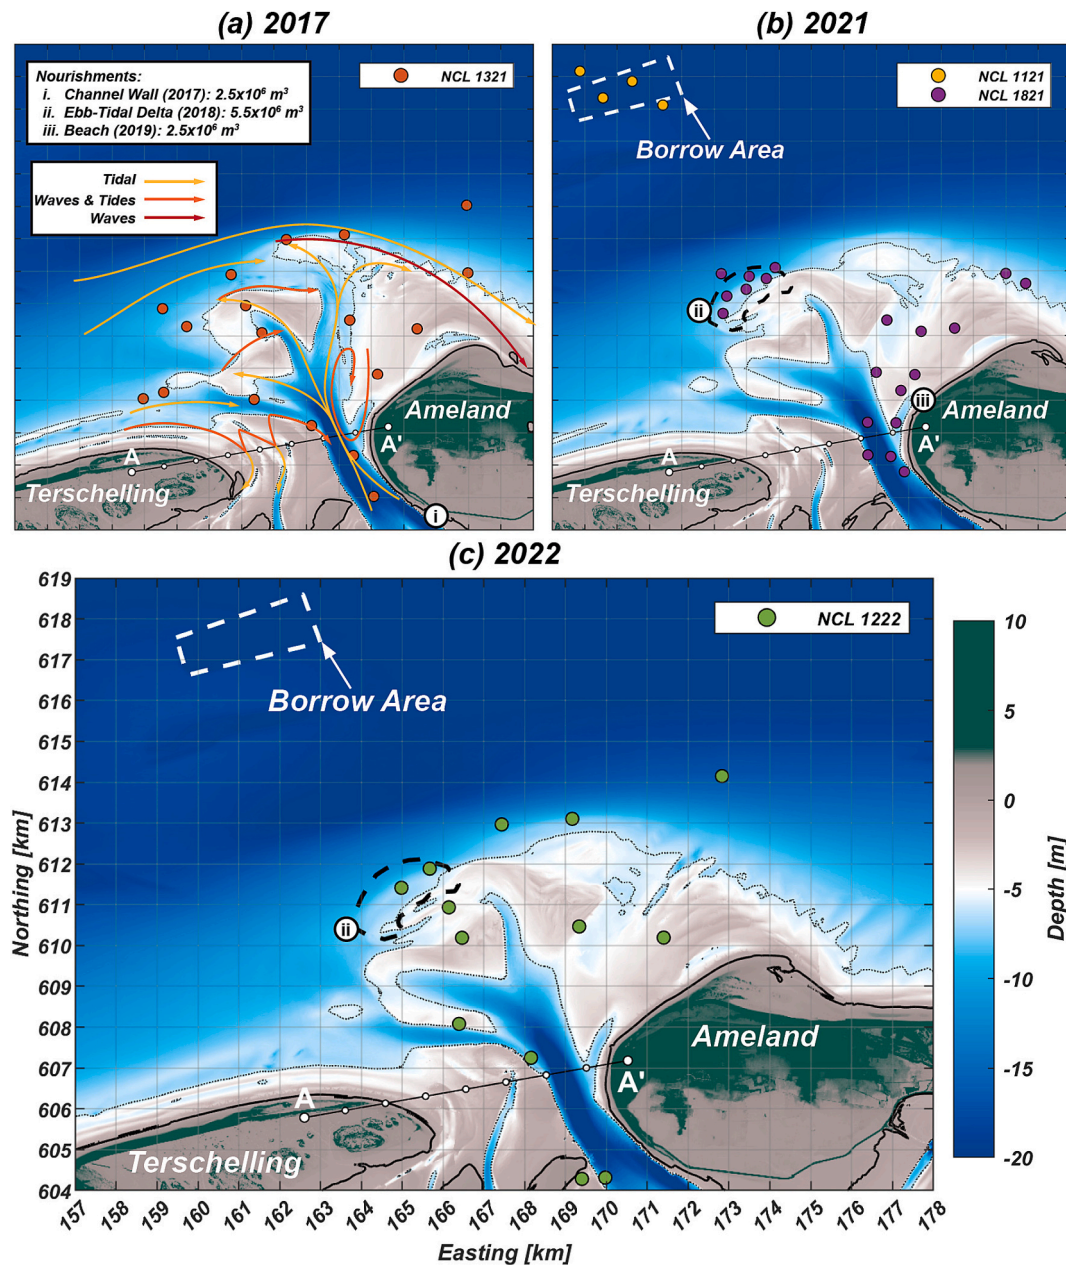 (a) 2017
Nourishments:
i. Channel Wall (2017): 2.5x10⁶ m³
ii. Ebb-Tidal Delta (2018): 5.5x10⁶ m³
iii. Beach (2019): 2.5x10⁶ m³
NCL 1321
Tidal
Waves & Tides
Waves
Ameland
A
A'
Terschelling
i
(b) 2021
NCL 1121
NCL 1821
Borrow Area
ii
iii
Ameland
A
A'
Terschelling
(c) 2022
NCL 1222
Borrow Area
ii
Ameland
A
A'
Terschelling
619
618
617
616
615
614
613
612
611
610
609
608
607
606
605
604
Northing [km]
157 158 159 160 161 162 163 164 165 166 167 168 169 170 171 172 173 174 175 176 177 178
Easting [km]
10
5
0
-5
-10
-15
-20
Depth [m]